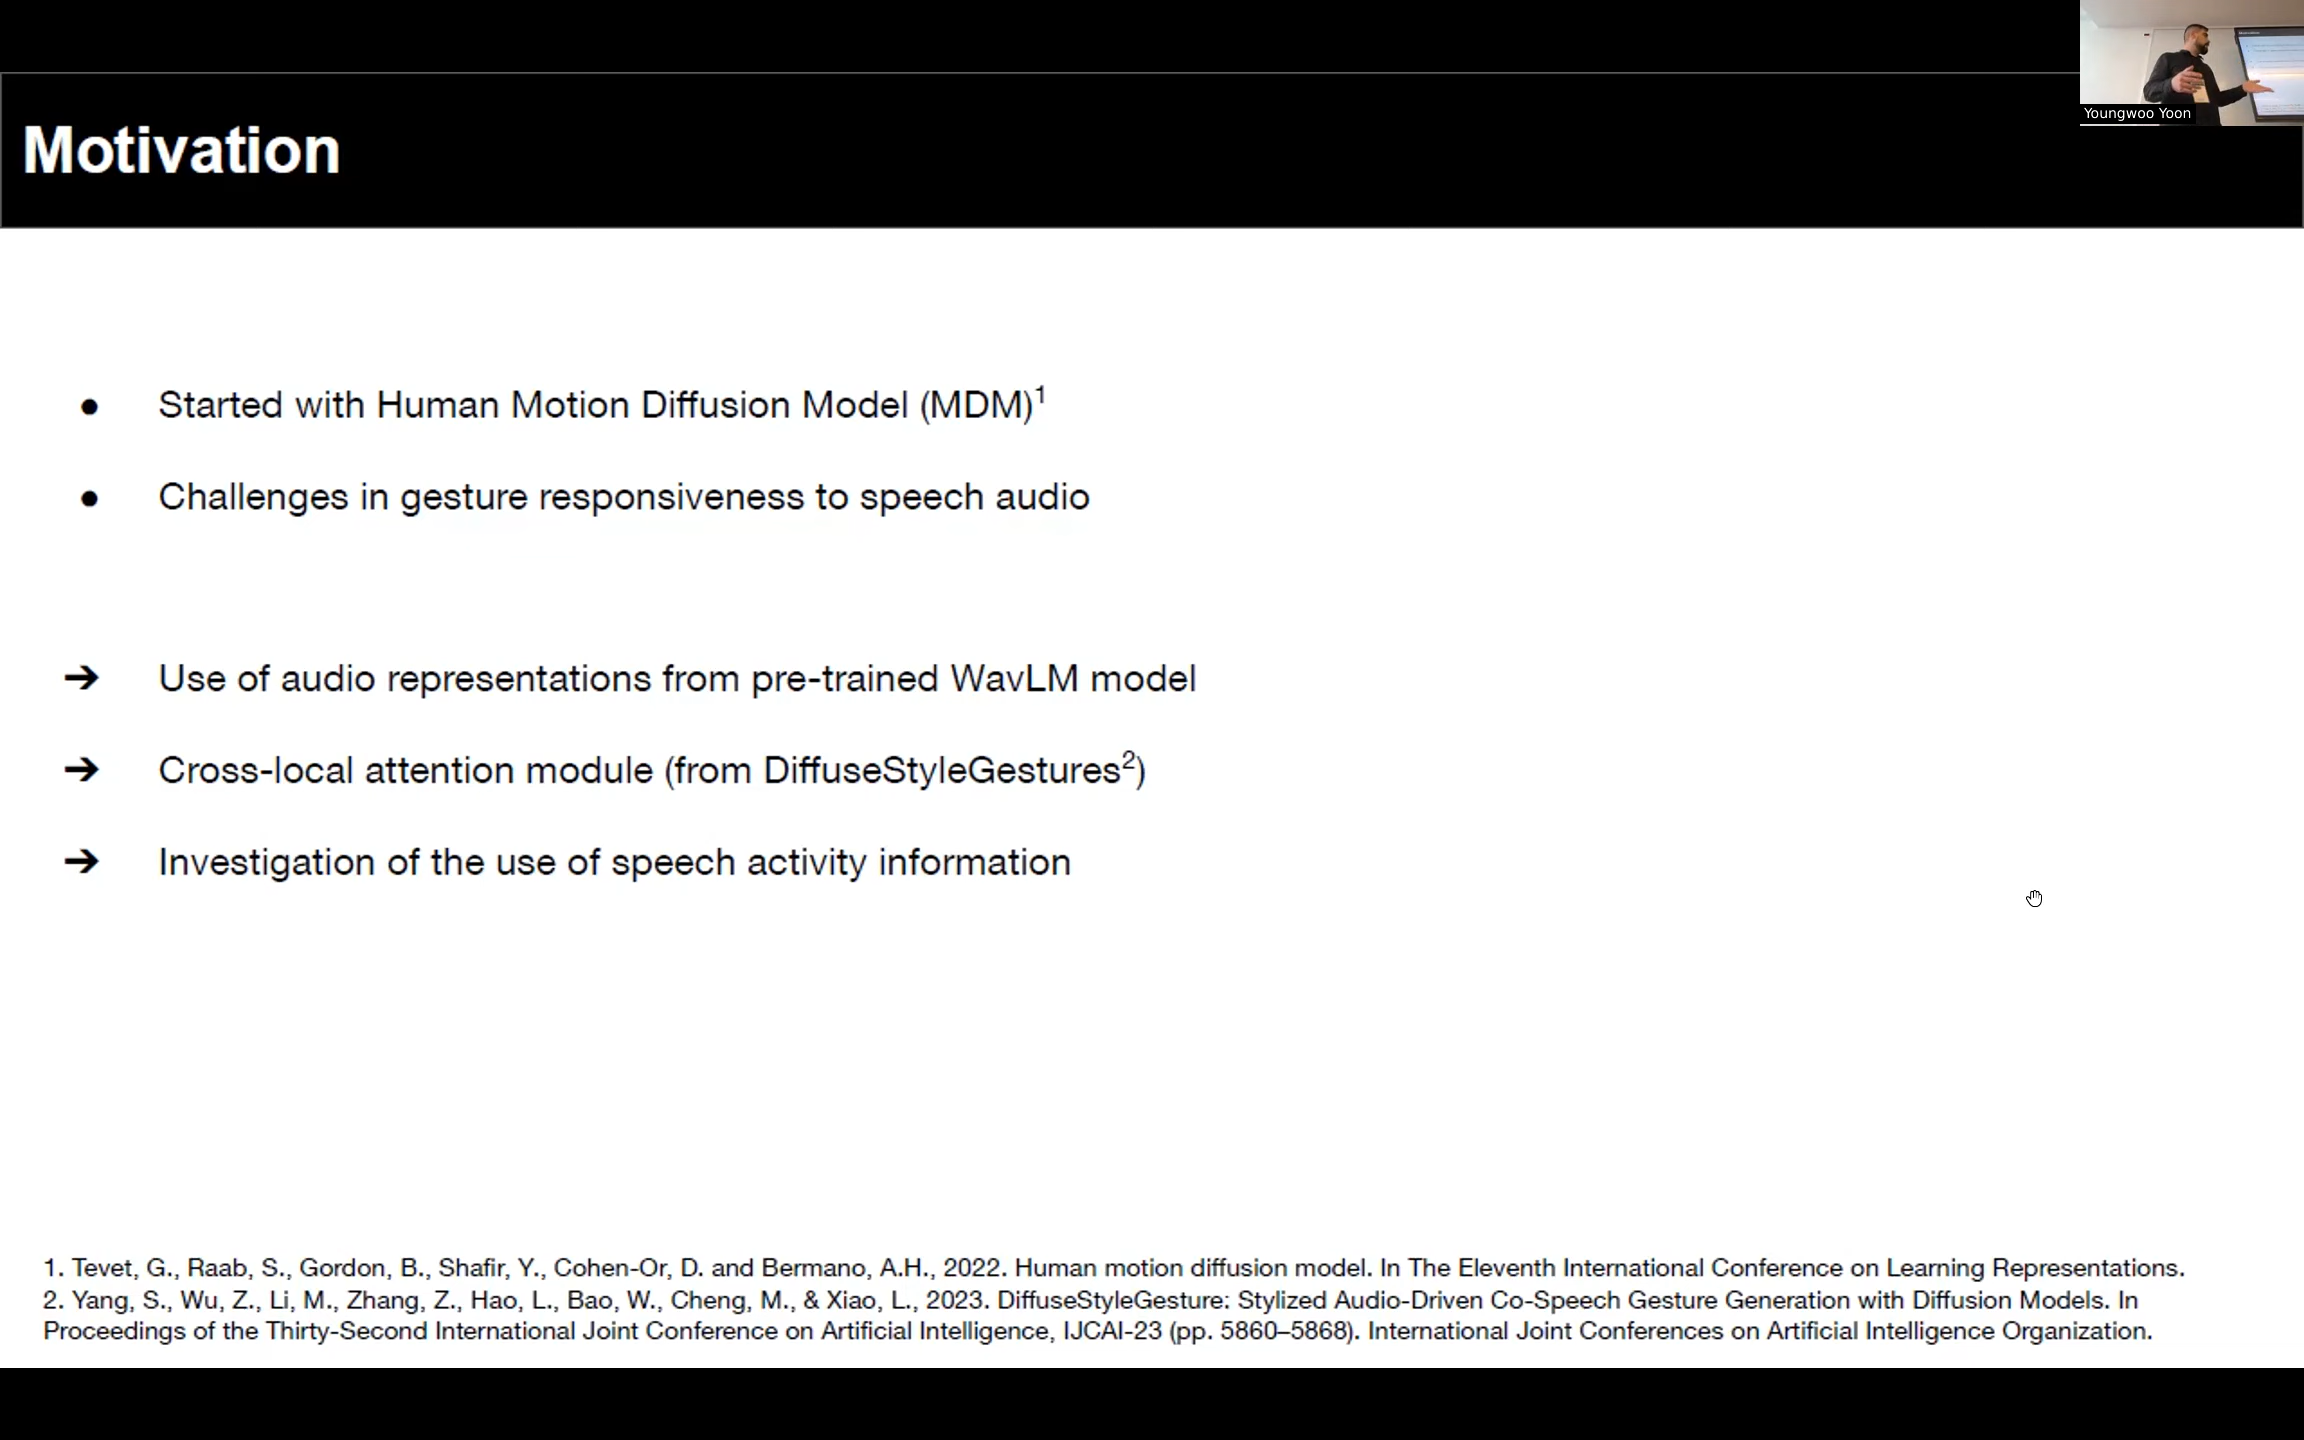 Youngwoo Yoon
Motivation
● Started with Human Motion Diffusion Model (MDM)1
● Challenges in gesture responsiveness to speech audio
➔ Use of audio representations from pre-trained WavLM model
➔ Cross-local attention module (from DiffuseStyleGestures2)
➔ Investigation of the use of speech activity information
1. Tevet, G., Raab, S., Gordon, B., Shafir, Y., Cohen-Or, D. and Bermano, A.H., 2022. Human motion diffusion model. In The Eleventh International Conference on Learning Representations.
2. Yang, S., Wu, Z., Li, M., Zhang, Z., Hao, L., Bao, W., Cheng, M., & Xiao, L., 2023. DiffuseStyleGesture: Stylized Audio-Driven Co-Speech Gesture Generation with Diffusion Models. In
Proceedings of the Thirty-Second International Joint Conference on Artificial Intelligence, IJCAI-23 (pp. 5860–5868). International Joint Conferences on Artificial Intelligence Organization.